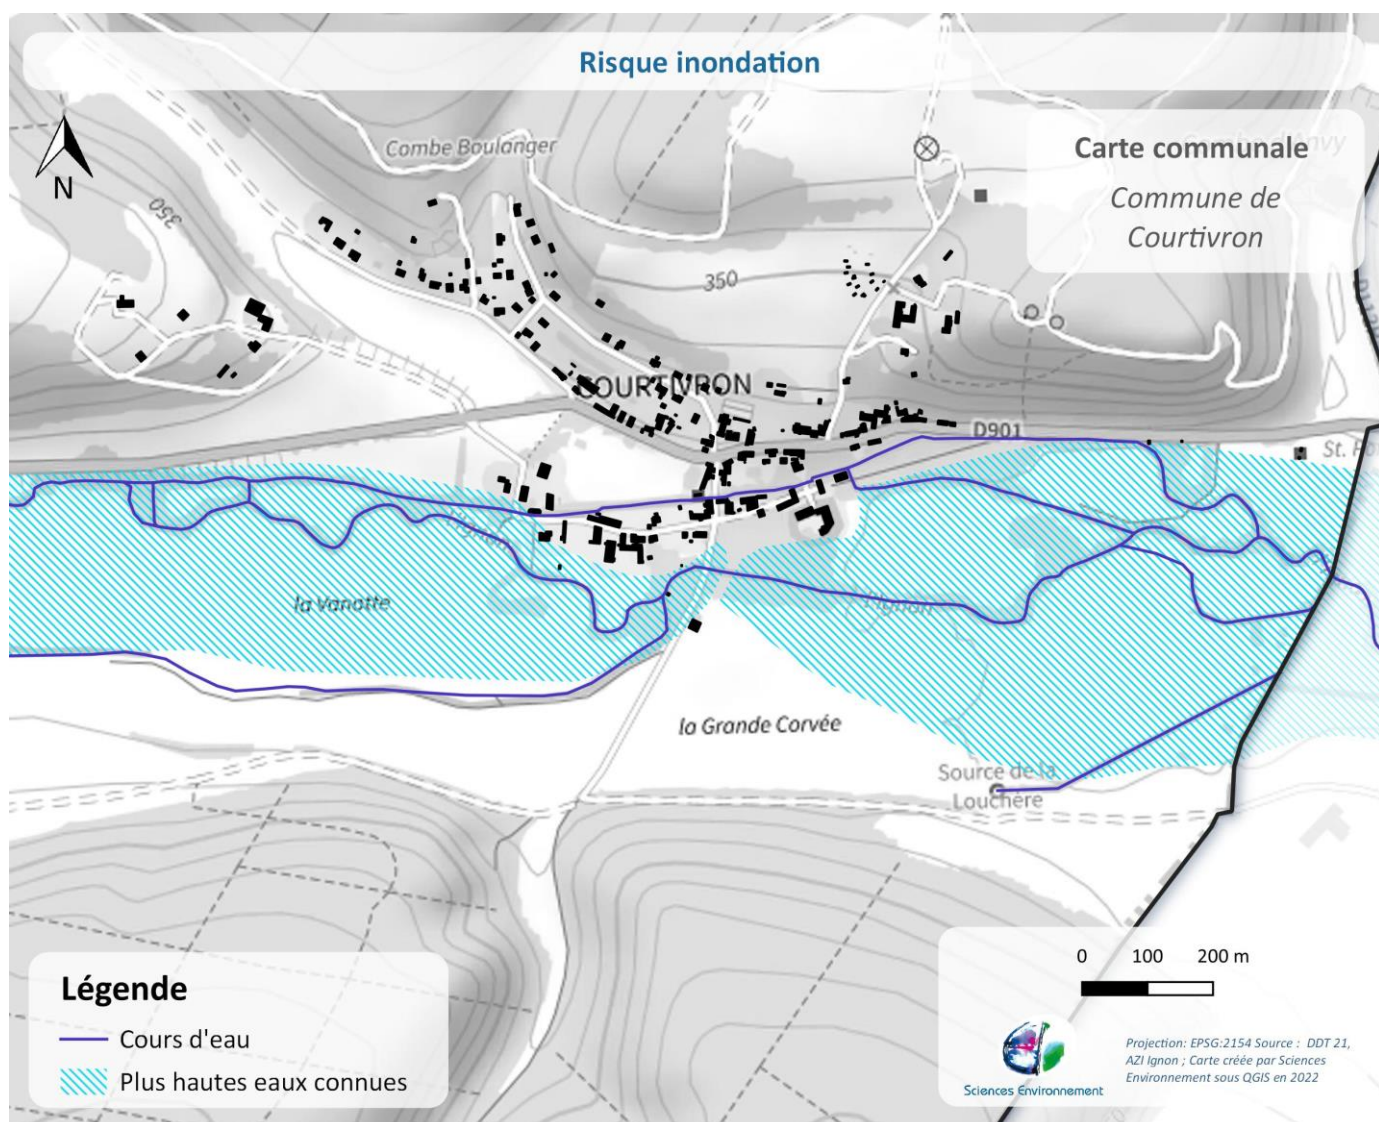 Risque inondation
Combe Boulanger
Carte communale
Commune de
Courtivron
N
350
350
COURTIVRON
D901
l'Ignon
la Vanotte
l'Ignon
la Grande Corvée
Source de la
Louchère
Légende
Cours d'eau
Plus hautes eaux connues
0 100 200 m
Sciences Environnement
Projection: EPSG:2154 Source : DDT 21,
AZI Ignon ; Carte créée par Sciences
Environnement sous QGIS en 2022